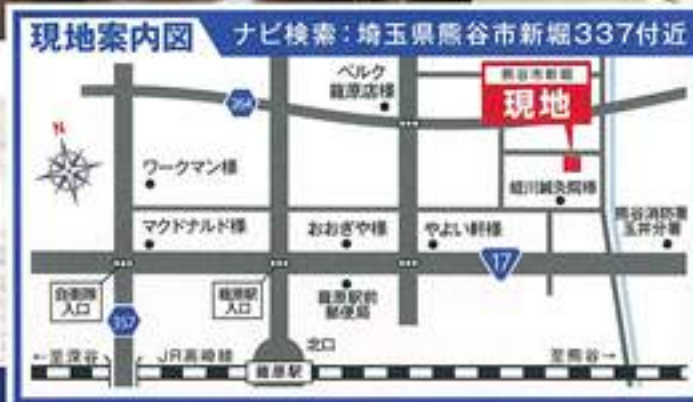 現地案内図
ナビ検索：埼玉県熊谷市新堀337付近
ベルク
籠原店様
熊谷市新堀
現地
364
N
ワークマン様
細川鍼灸院様
マクドナルド様
おおぎや様
やよい軒様
熊谷消防署
玉井分署
17
自衛隊
入口
籠原駅
入口
籠原駅前
郵便局
357
北口
←至深谷
JR高崎線
籠原駅
至熊谷→